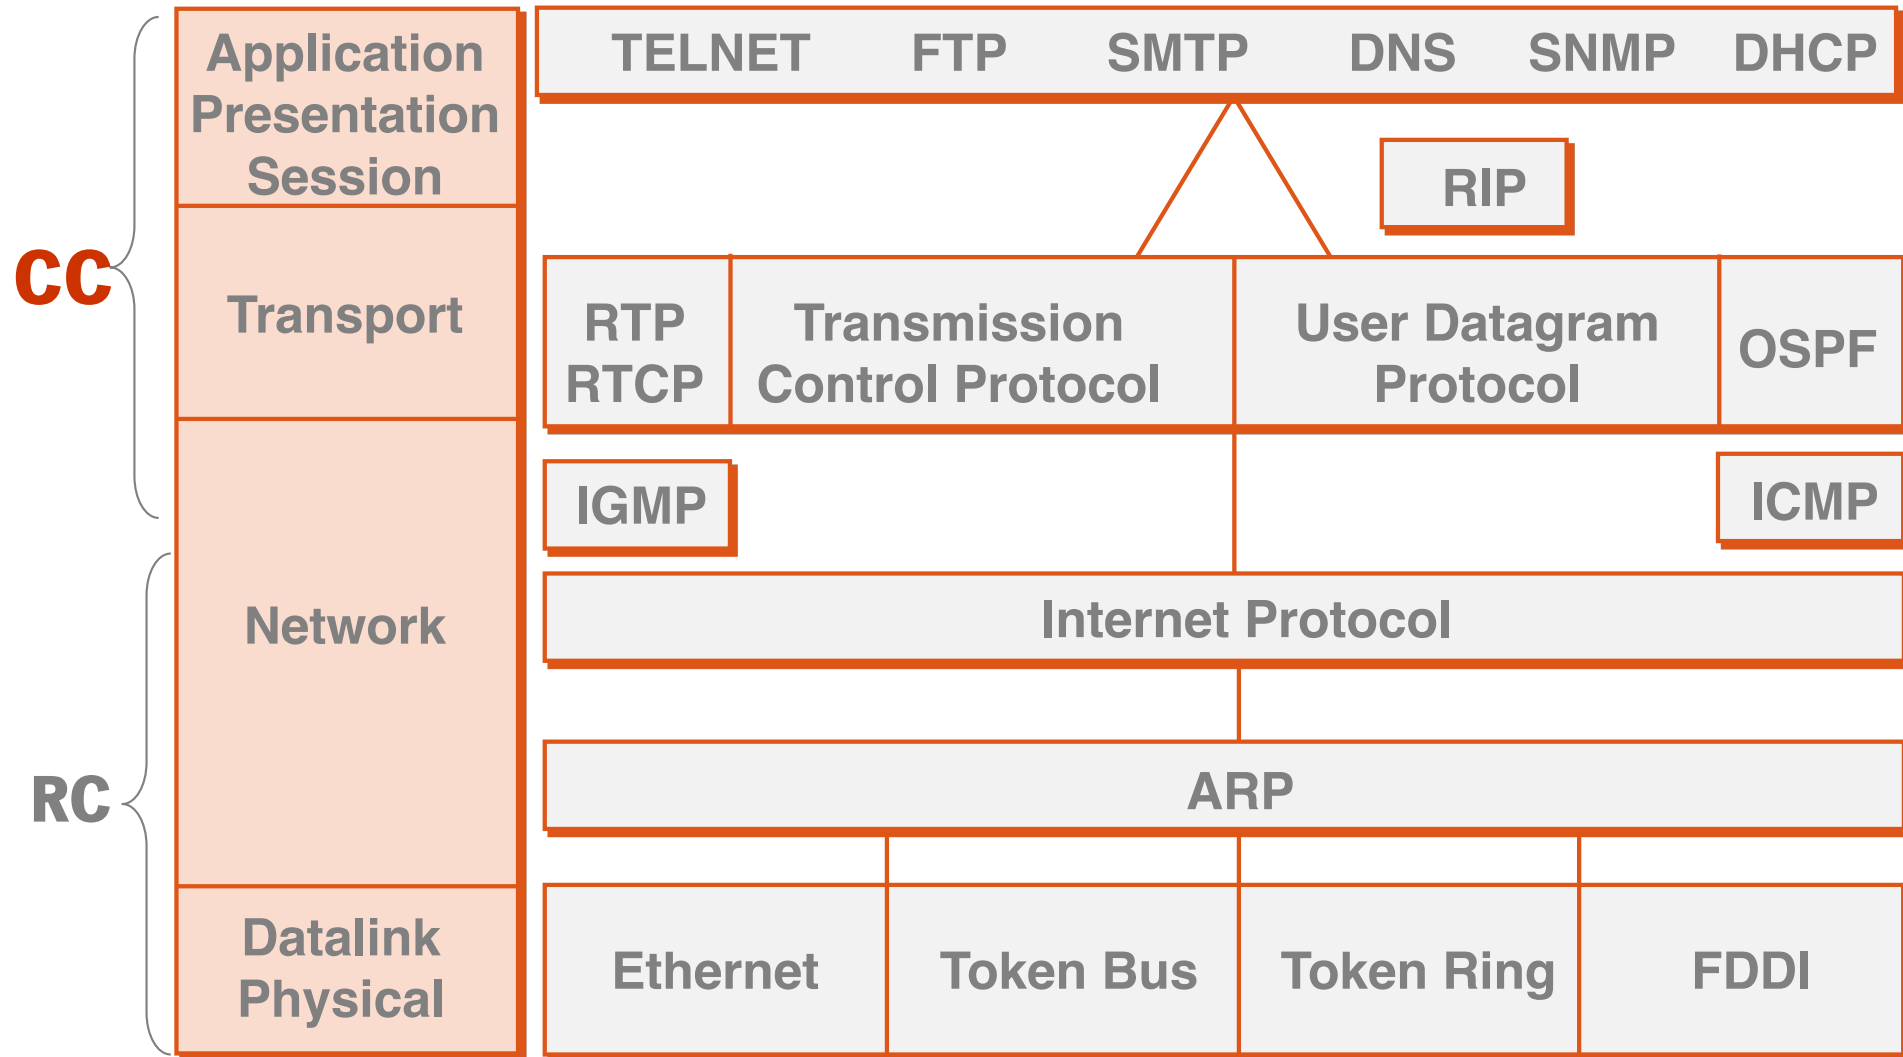 Application
Presentation
Session
TELNET FTP SMTP DNS SNMP DHCP
RIP
CC
Transport
RTP
RTCP
Transmission
Control Protocol
User Datagram
Protocol
OSPF
IGMP
ICMP
Network
Internet Protocol
RC
ARP
Datalink
Physical
Ethernet
Token Bus
Token Ring
FDDI